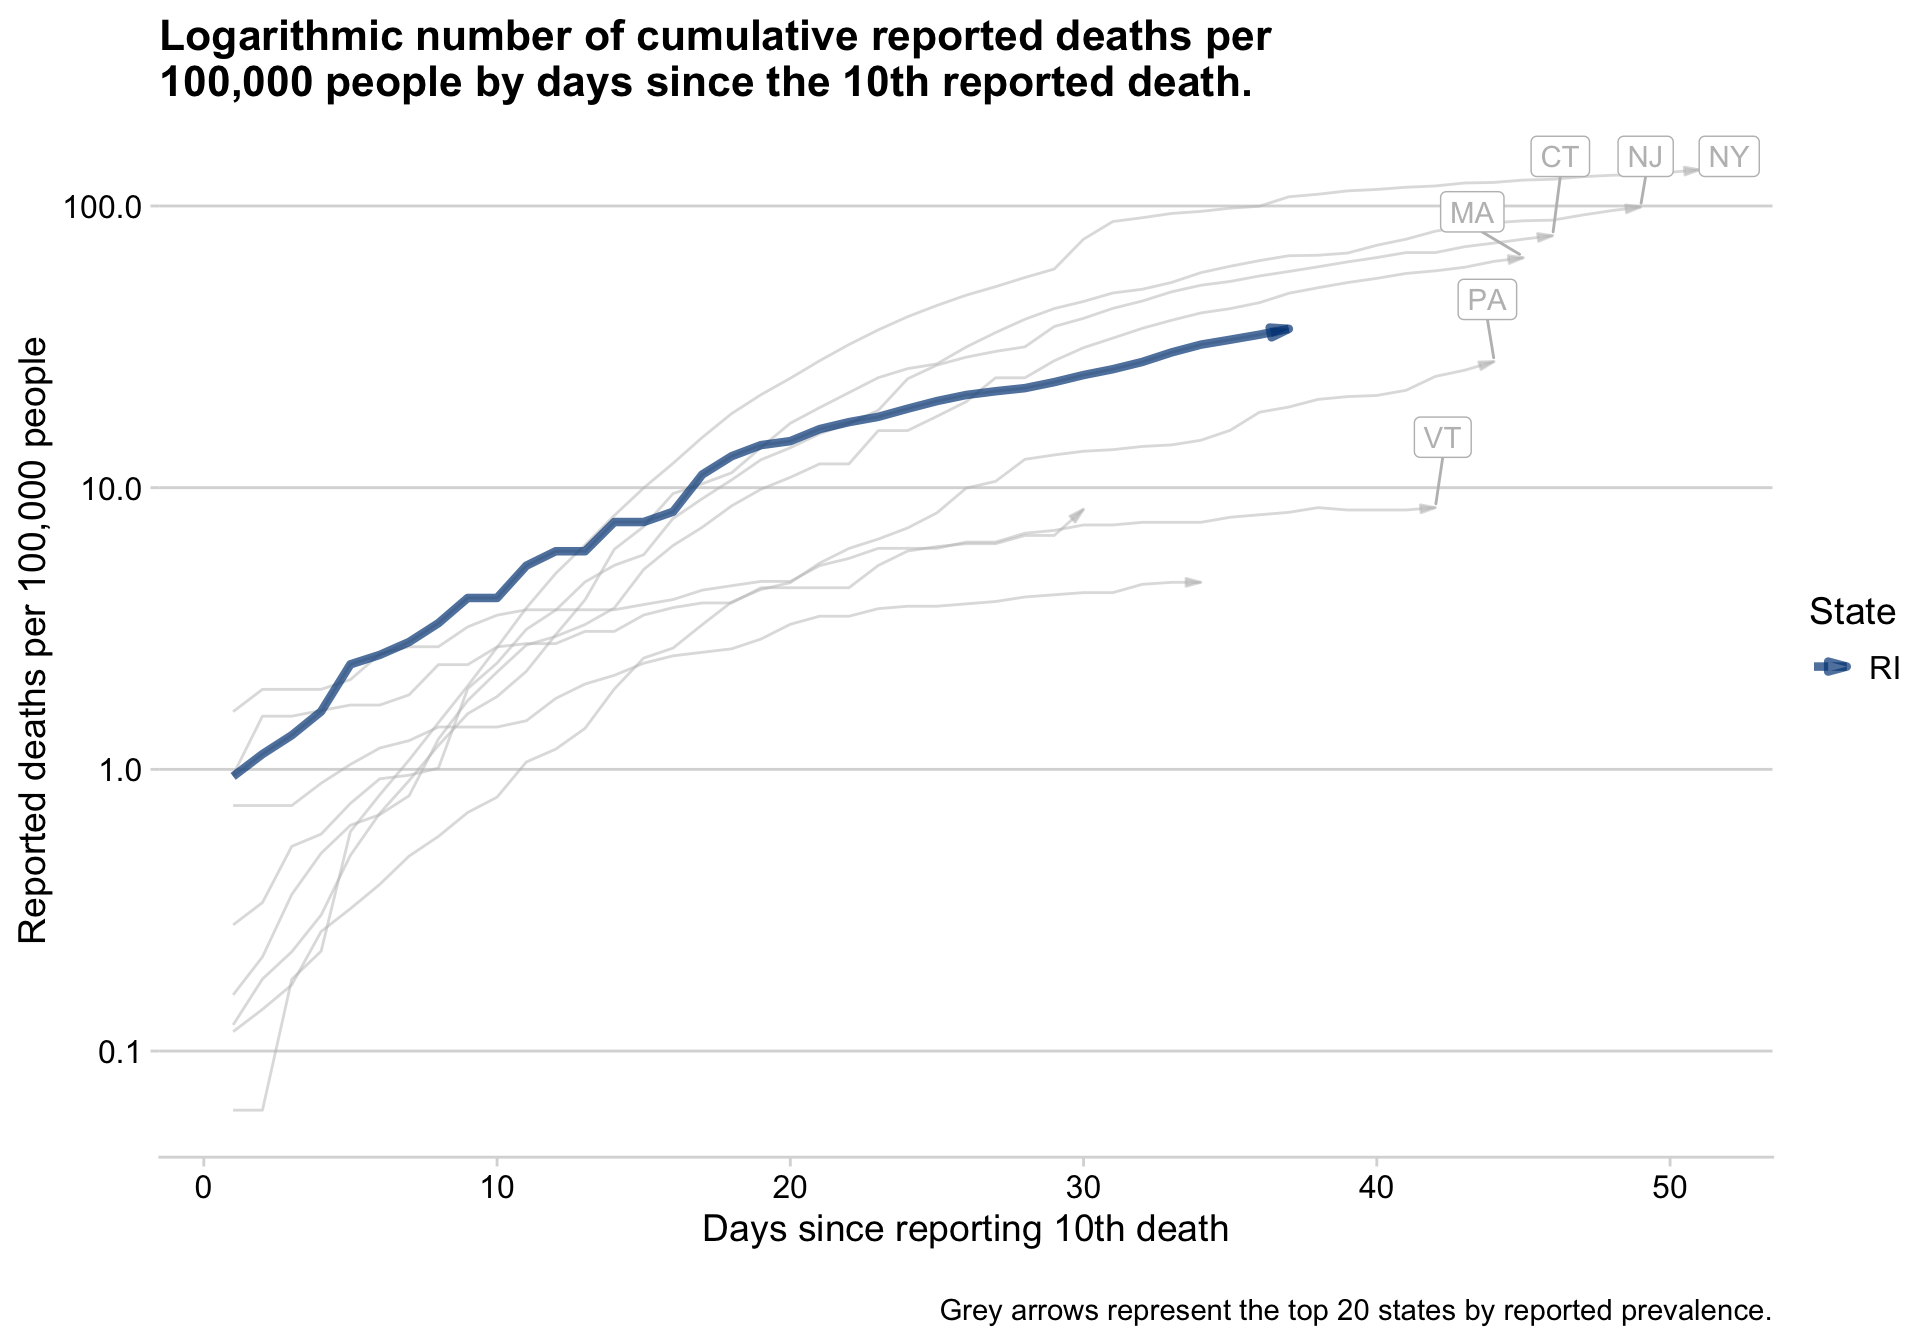 Logarithmic number of cumulative reported deaths per
100,000 people by days since the 10th reported death.
CT
NJ
NY
MA
PA
VT
100.0
10.0
1.0
0.1
Reported deaths per 100,000 people
State
RI
0
10
20
30
40
50
Days since reporting 10th death
Grey arrows represent the top 20 states by reported prevalence.